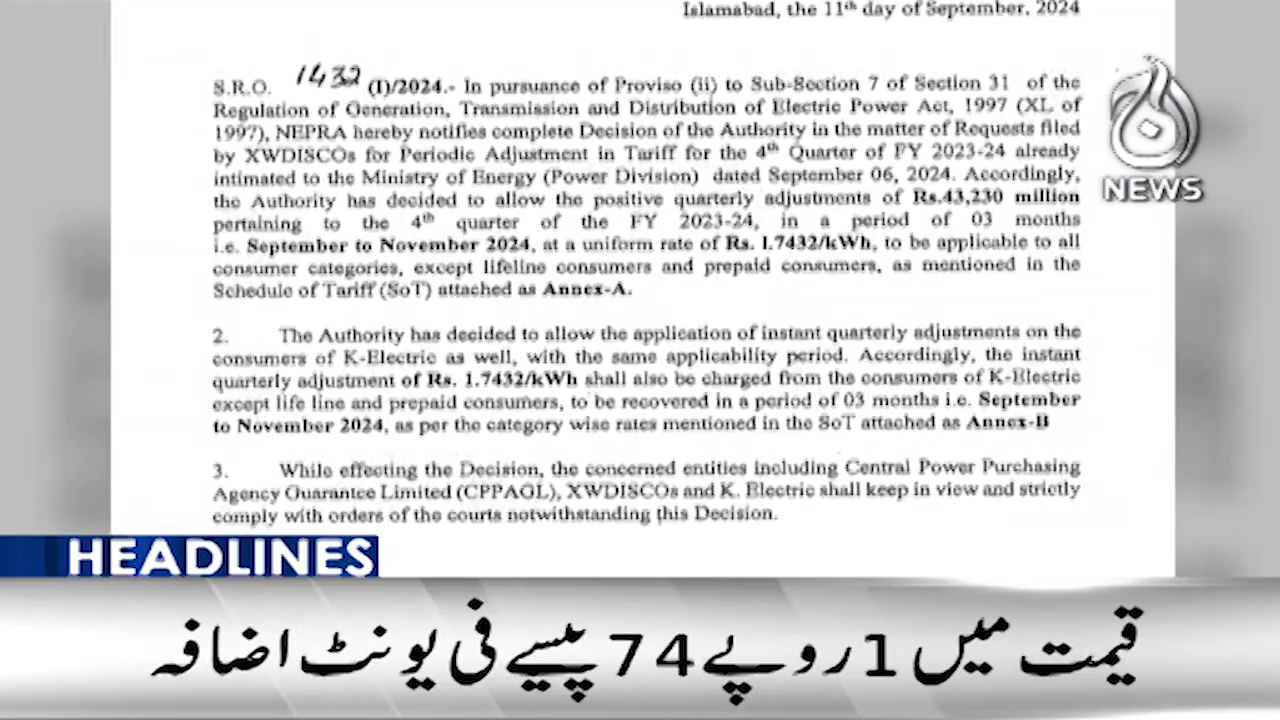 Islamabad, the 11th day of September, 2024
S.R.O. 1432 (I)/2024.- In pursuance of Proviso (ii) to Sub-Section 7 of Section 31 of the
Regulation of Generation, Transmission and Distribution of Electric Power Act, 1997 (XL of
1997), NEPRA hereby notifies complete Decision of the Authority in the matter of Requests filed
by XWDISCOs for Periodic Adjustment in Tariff for the 4th Quarter of FY 2023-24 already
intimated to the Ministry of Energy (Power Division) dated September 06, 2024. Accordingly,
the Authority has decided to allow the positive quarterly adjustments of Rs.43,230 million
pertaining to the 4th quarter of the FY 2023-24, in a period of 03 months
i.e. September to November 2024, at a uniform rate of Rs. 1.7432/kWh, to be applicable to all
consumer categories, except lifeline consumers and prepaid consumers, as mentioned in the
Schedule of Tariff (SoT) attached as Annex-A.
2. The Authority has decided to allow the application of instant quarterly adjustments on the
consumers of K-Electric as well, with the same applicability period. Accordingly, the instant
quarterly adjustment of Rs. 1.7432/kWh shall also be charged from the consumers of K-Electric
except life line and prepaid consumers, to be recovered in a period of 03 months i.e. September
to November 2024, as per the category wise rates mentioned in the SoT attached as Annex-B
3. While effecting the Decision, the concerned entities including Central Power Purchasing
Agency Guarantee Limited (CPPAGL), XWDISCOs and K. Electric shall keep in view and strictly
comply with orders of the courts notwithstanding this Decision.
NEWS
HEADLINES
قیمت میں 1 روپے 74 پیسے فی یونٹ اضافہ